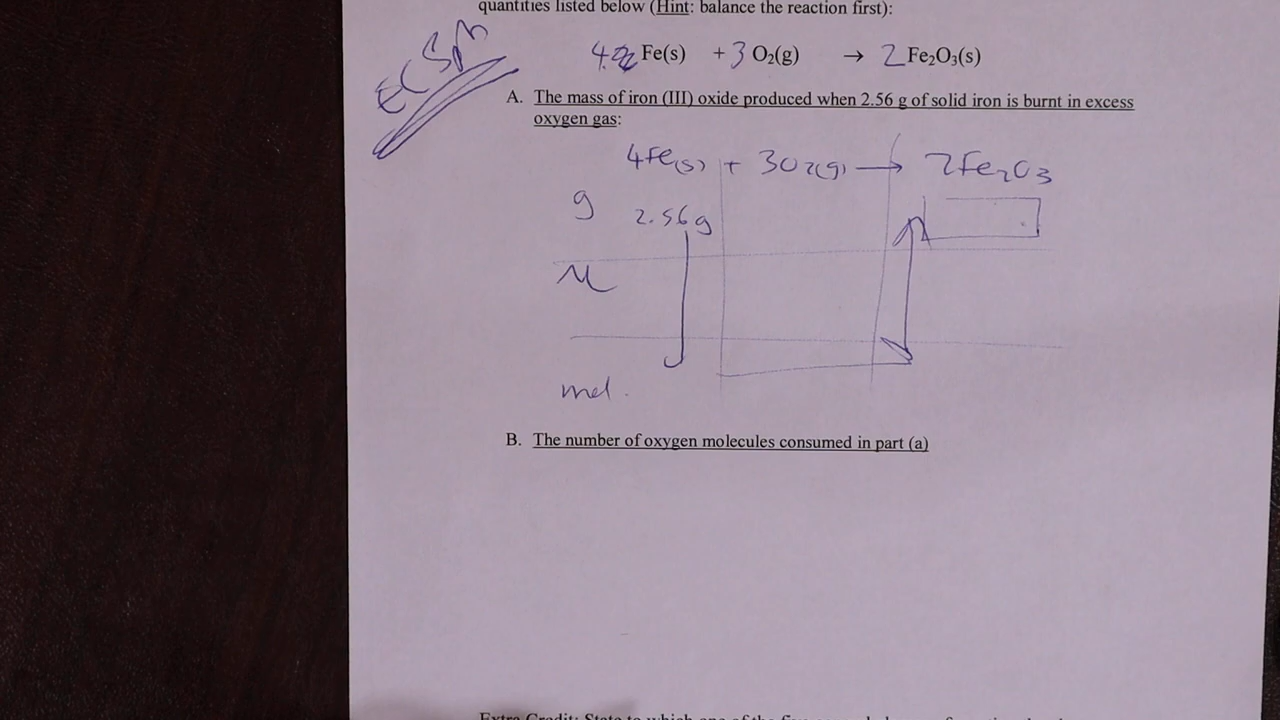 quantities listed below (Hint: balance the reaction first):
4 Fe(s) + 3 O₂(g) → 2 Fe₂O₃(s)
A. The mass of iron (III) oxide produced when 2.56 g of solid iron is burnt in excess
oxygen gas:
4Fe(s) + 3O2(g) → 2Fe2O3
g 2.56g
M
mol.
B. The number of oxygen molecules consumed in part (a)